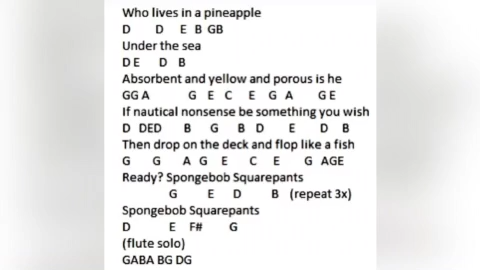 Who lives in a pineapple
D D E B GB
Under the sea
D E D B
Absorbent and yellow and porous is he
GG A G E C E G A G E
If nautical nonsense be something you wish
D DED B G B D E D B
Then drop on the deck and flop like a fish
G G A G E C E G AGE
Ready? Spongebob Squarepants
G E D B (repeat 3x)
Spongebob Squarepants
D E F# G
(flute solo)
GABA BG DG